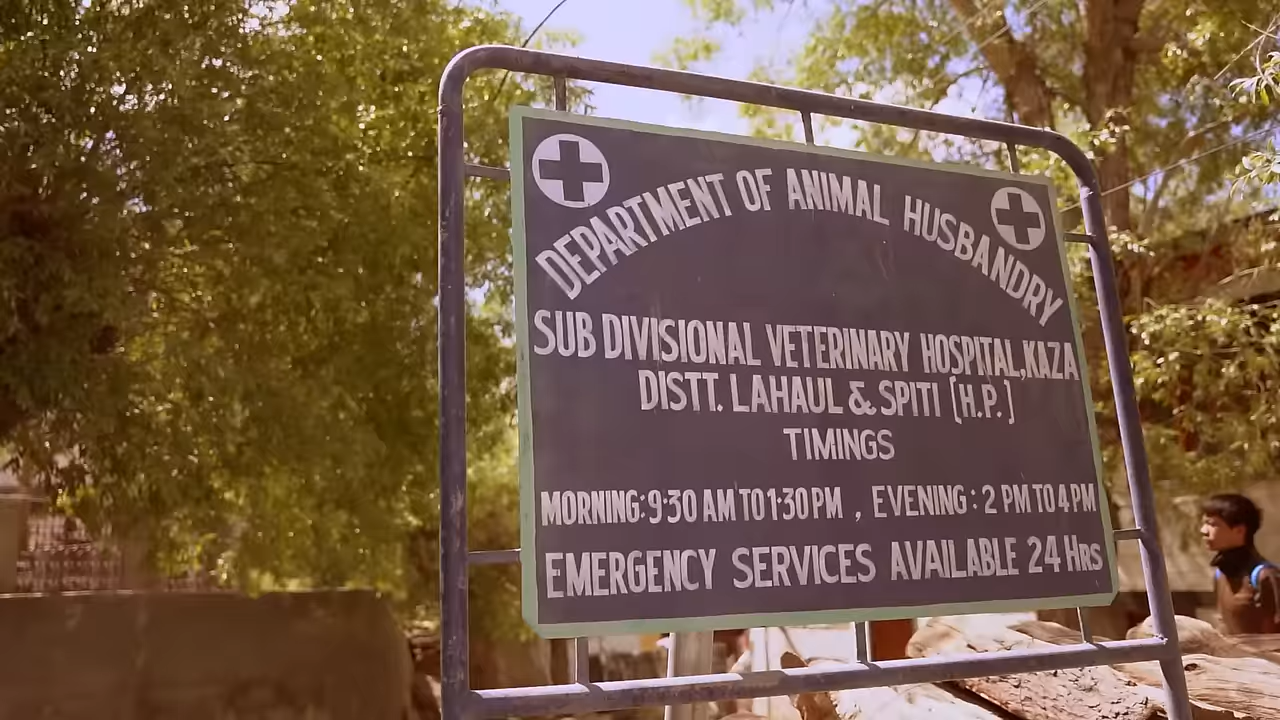 DEPARTMENT OF ANIMAL HUSBANDRY
SUB DIVISIONAL VETERINARY HOSPITAL,KAZA
DISTT. LAHAUL & SPITI [H.P.]
TIMINGS
MORNING:9·30 AM TO 1·30 PM , EVENING : 2 PM TO 4 PM
EMERGENCY SERVICES AVAILABLE 24 Hrs